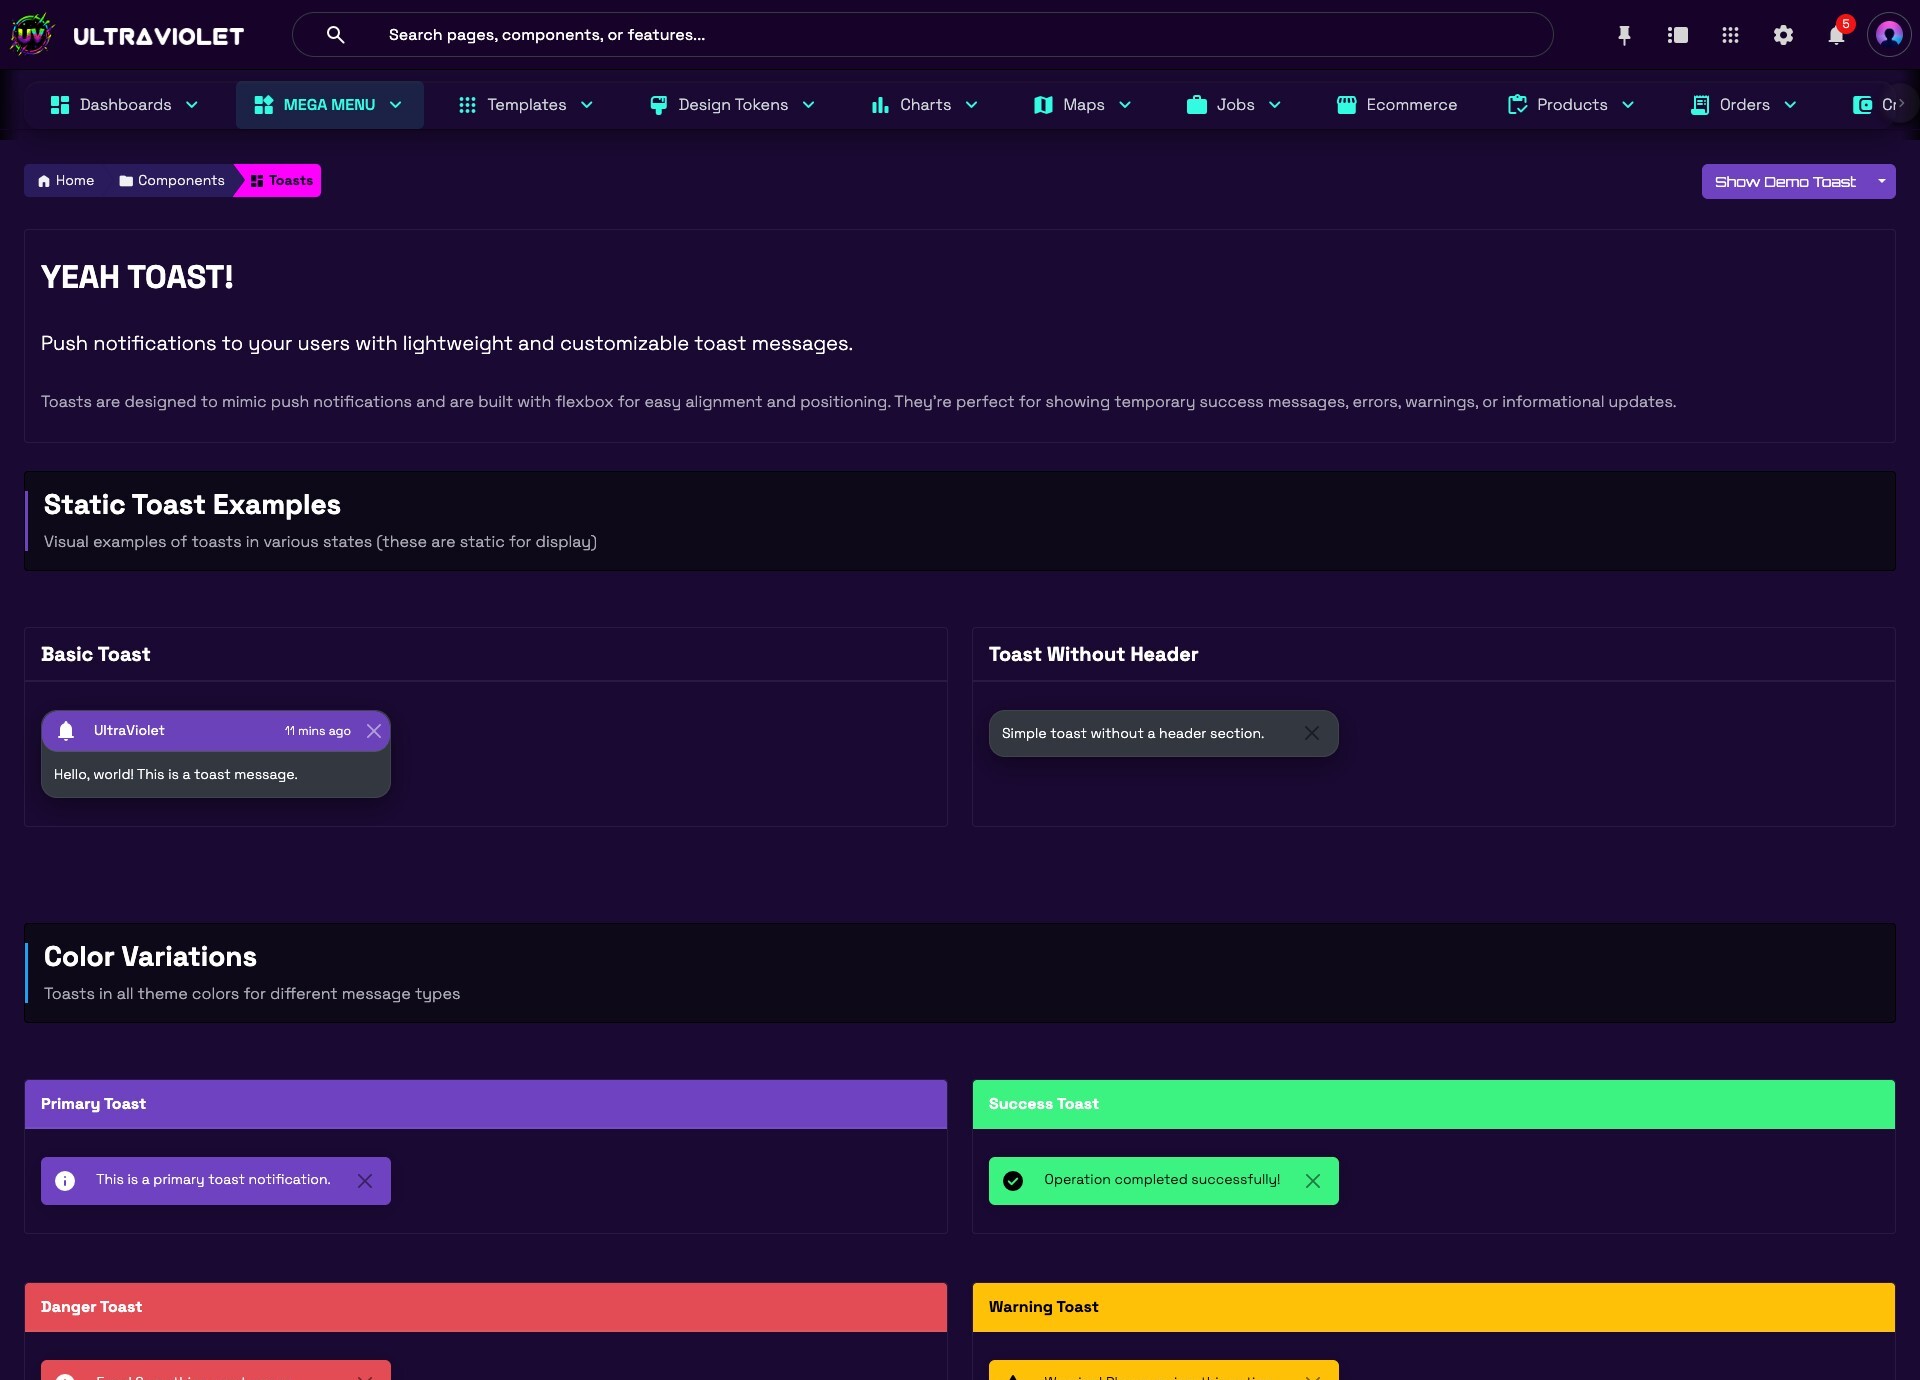 UV ULTRAVIOLET
Search pages, components, or features...
5
Dashboards MEGA MENU Templates Design Tokens Charts Maps Jobs Ecommerce Products Orders
Home Components Toasts
Show Demo Toast
YEAH TOAST!
Push notifications to your users with lightweight and customizable toast messages.
Toasts are designed to mimic push notifications and are built with flexbox for easy alignment and positioning. They're perfect for showing temporary success messages, errors, warnings, or informational updates.
Static Toast Examples
Visual examples of toasts in various states (these are static for display)
Basic Toast
UltraViolet 11 mins ago
Hello, world! This is a toast message.
Toast Without Header
Simple toast without a header section.
Color Variations
Toasts in all theme colors for different message types
Primary Toast
This is a primary toast notification.
Success Toast
Operation completed successfully!
Danger Toast
Warning Toast